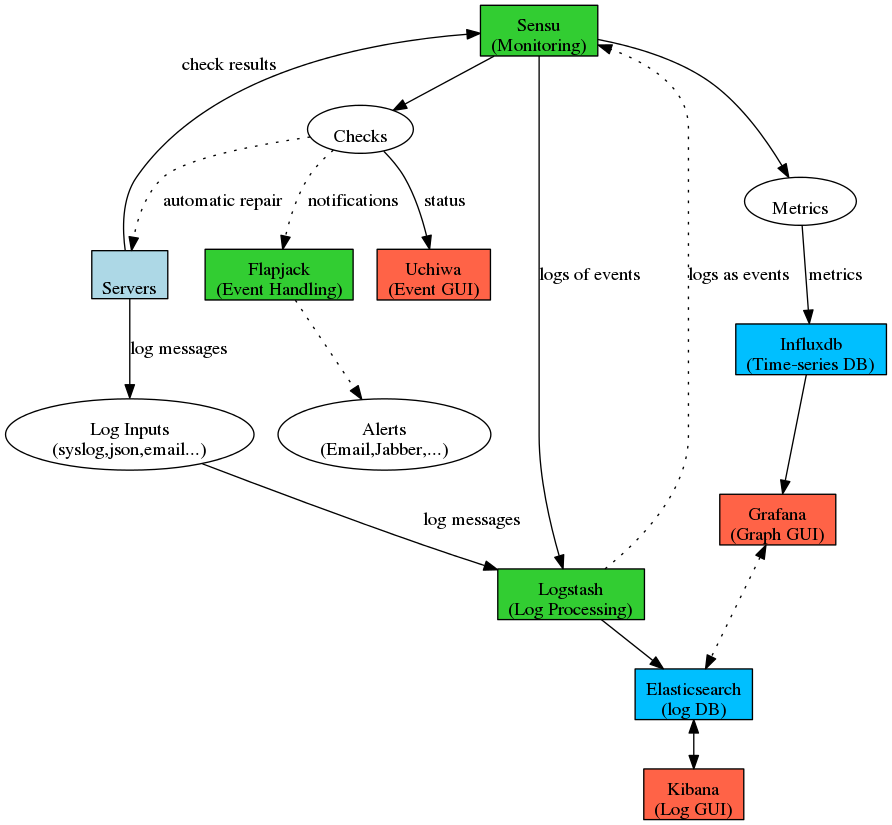 Sensu
(Monitoring)
check results
Checks
automatic repair
notifications
status
Metrics
Servers
Flapjack
(Event Handling)
Uchiwa
(Event GUI)
logs of events
logs as events
metrics
log messages
Influxdb
(Time-series DB)
Log Inputs
(syslog,json,email...)
Alerts
(Email,Jabber,...)
log messages
Grafana
(Graph GUI)
Logstash
(Log Processing)
Elasticsearch
(log DB)
Kibana
(Log GUI)